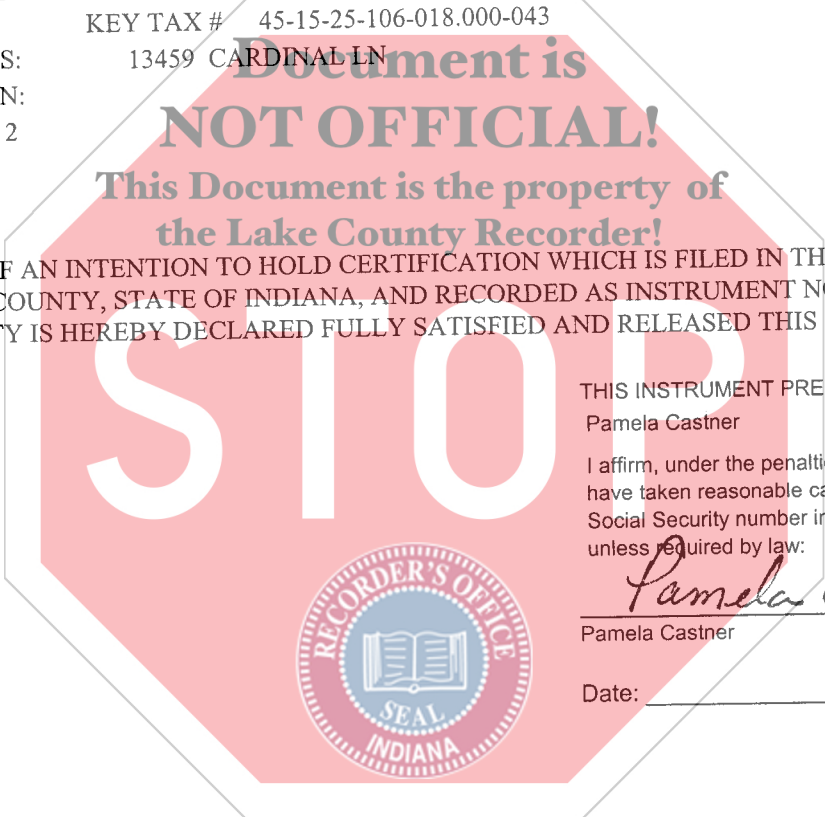 KEY TAX # 45-15-25-106-018.000-043
S: 13459 CARDINAL LN
N:
2
Document is
NOT OFFICIAL!
This Document is the property of
the Lake County Recorder!
F AN INTENTION TO HOLD CERTIFICATION WHICH IS FILED IN TH
COUNTY, STATE OF INDIANA, AND RECORDED AS INSTRUMENT NO
TY IS HEREBY DECLARED FULLY SATISFIED AND RELEASED THIS
STOP
THIS INSTRUMENT PRE
Pamela Castner
I affirm, under the penalti
have taken reasonable ca
Social Security number in
unless required by law:
Pamela
Pamela Castner
Date:
RECORDER'S OFFICE
SEAL
INDIANA